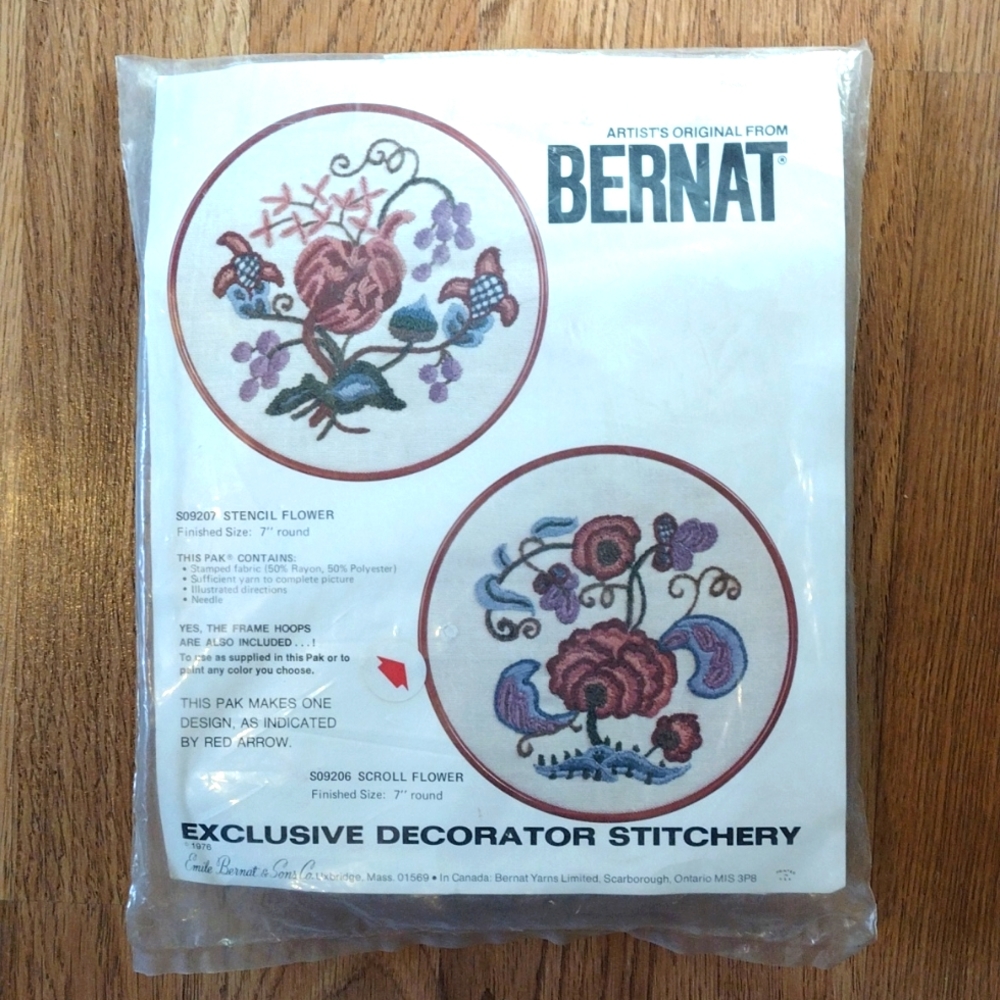 ARTIST'S ORIGINAL FROM
BERNAT®
S09207 STENCIL FLOWER
Finished Size: 7" round
THIS PAK® CONTAINS:
• Stamped fabric (50% Rayon, 50% Polyester)
• Sufficient yarn to complete picture
• Illustrated directions
• Needle
YES, THE FRAME HOOPS
ARE ALSO INCLUDED...!
To use as supplied in this Pak or to
paint any color you choose.
THIS PAK MAKES ONE
DESIGN, AS INDICATED
BY RED ARROW.
S09206 SCROLL FLOWER
Finished Size: 7" round
EXCLUSIVE DECORATOR STITCHERY
©1976
Emile Bernat & Sons Co. Uxbridge, Mass. 01569 • In Canada: Bernat Yarns Limited, Scarborough, Ontario MIS 3P8